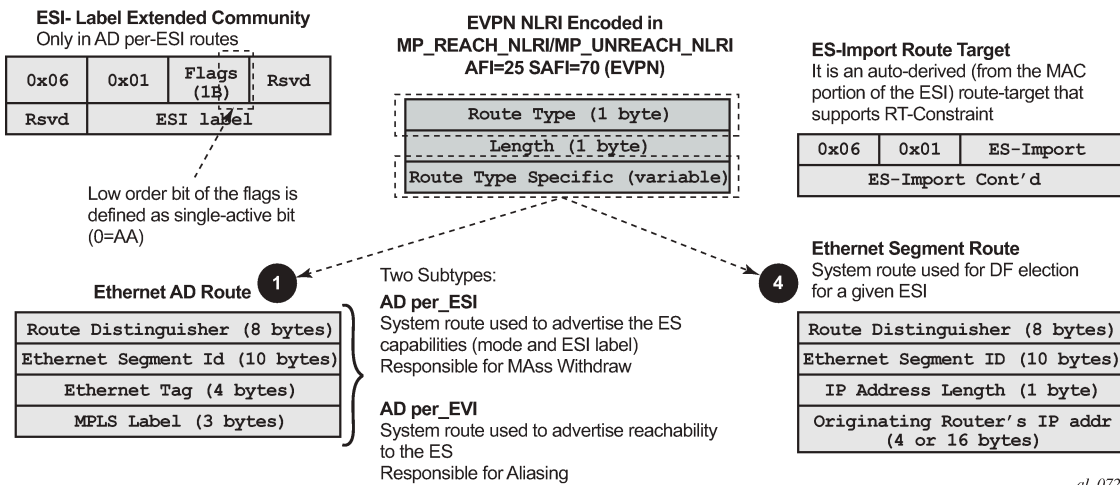 ESI- Label Extended Community
Only in AD per-ESI routes
0x06 0x01 Flags (1B) Rsvd
Rsvd ESI label
Low order bit of the flags is
defined as single-active bit
(0=AA)
EVPN NLRI Encoded in
MP_REACH_NLRI/MP_UNREACH_NLRI
AFI=25 SAFI=70 (EVPN)
Route Type (1 byte)
Length (1 byte)
Route Type Specific (variable)
ES-Import Route Target
It is an auto-derived (from the MAC
portion of the ESI) route-target that
supports RT-Constraint
0x06 0x01 ES-Import
ES-Import Cont'd
Ethernet AD Route
1
Route Distinguisher (8 bytes)
Ethernet Segment Id (10 bytes)
Ethernet Tag (4 bytes)
MPLS Label (3 bytes)
Two Subtypes:
AD per_ESI
System route used to advertise the ES
capabilities (mode and ESI label)
Responsible for MAss Withdraw
AD per_EVI
System route used to advertise reachability
to the ES
Responsible for Aliasing
4
Ethernet Segment Route
System route used for DF election
for a given ESI
Route Distinguisher (8 bytes)
Ethernet Segment ID (10 bytes)
IP Address Length (1 byte)
Originating Router's IP addr
(4 or 16 bytes)